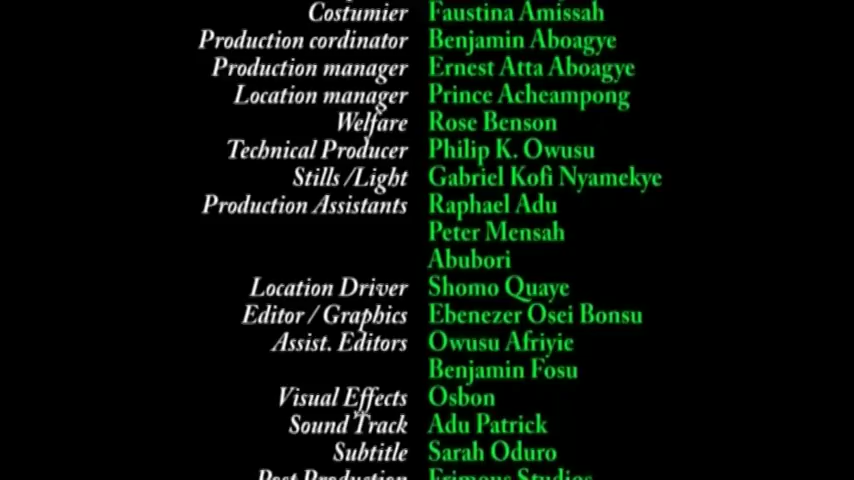 Costumier Faustina Amissah
Production cordinator Benjamin Aboagye
Production manager Ernest Atta Aboagye
Location manager Prince Acheampong
Welfare Rose Benson
Technical Producer Philip K. Owusu
Stills /Light Gabriel Kofi Nyamekye
Production Assistants Raphael Adu
Peter Mensah
Abubori
Location Driver Shomo Quaye
Editor / Graphics Ebenezer Osei Bonsu
Assist. Editors Owusu Afriyie
Benjamin Fosu
Visual Effects Osbon
Sound Track Adu Patrick
Subtitle Sarah Oduro
Post Production Studios